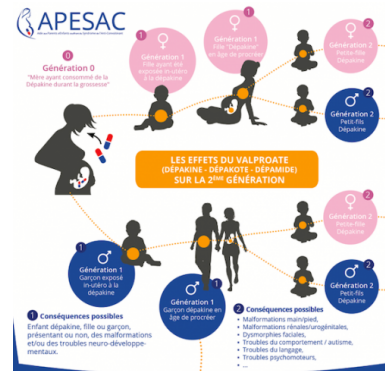 APESAC
0
Génération 0
"Mère ayant consommé de la
Dépakine durant la grossesse"
1
Génération 1
Fille ayant été
exposée in-utéro
à la dépakine
1
Génération 1
Fille "Dépakine"
en âge de procréer
2
Génération 2
Petite-fille
Dépakine
2
Génération 2
Petit-fils
Dépakine
LES EFFETS DU VALPROATE
(DÉPAKINE - DÉPAKOTE - DÉPAMIDE)
SUR LA 2ÈME GÉNÉRATION
1
Génération 1
Garçon exposé
in-utéro à la
dépakine
1
Génération 1
Garçon dépakine en
âge de procréer
2
Génération 2
Petite-fille
Dépakine
2
Génération 2
Petit-fils
Dépakine
1 Conséquences possibles
Enfant dépakine, fille ou garçon,
présentant ou non, des malformations
et/ou des troubles neuro-développe-
mentaux.
2 Conséquences possibles
• Malformations main/pied,
• Malformations rénales/urogénitales,
• Dysmorphies faciales,
• Troubles du comportement / autisme,
• Troubles du langage,
• Troubles psychomoteurs,
• ...